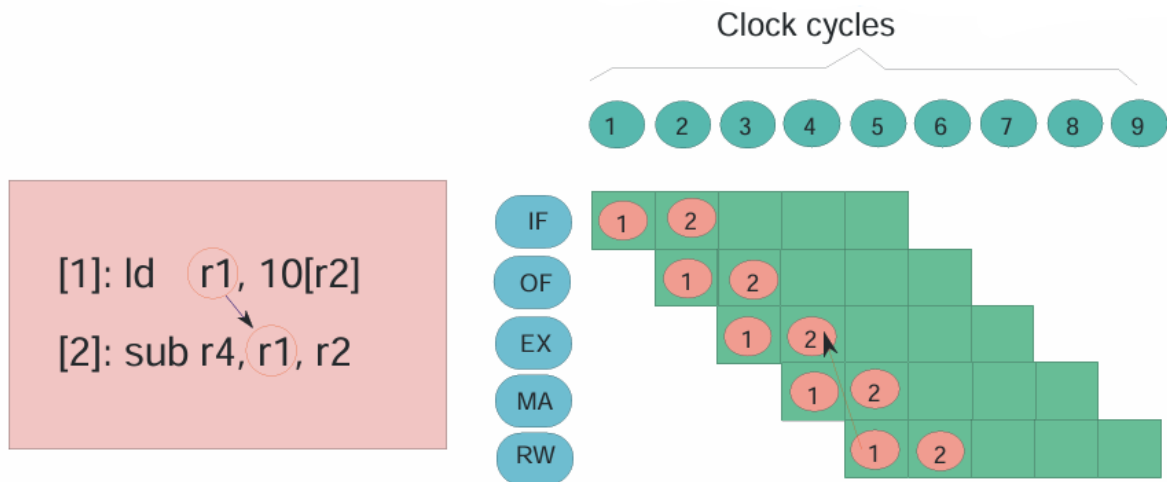 Clock cycles
1 2 3 4 5 6 7 8 9
[1]: ld r1, 10[r2]
[2]: sub r4, r1, r2
IF 1 2
OF 1 2
EX 1 2
MA 1 2
RW 1 2